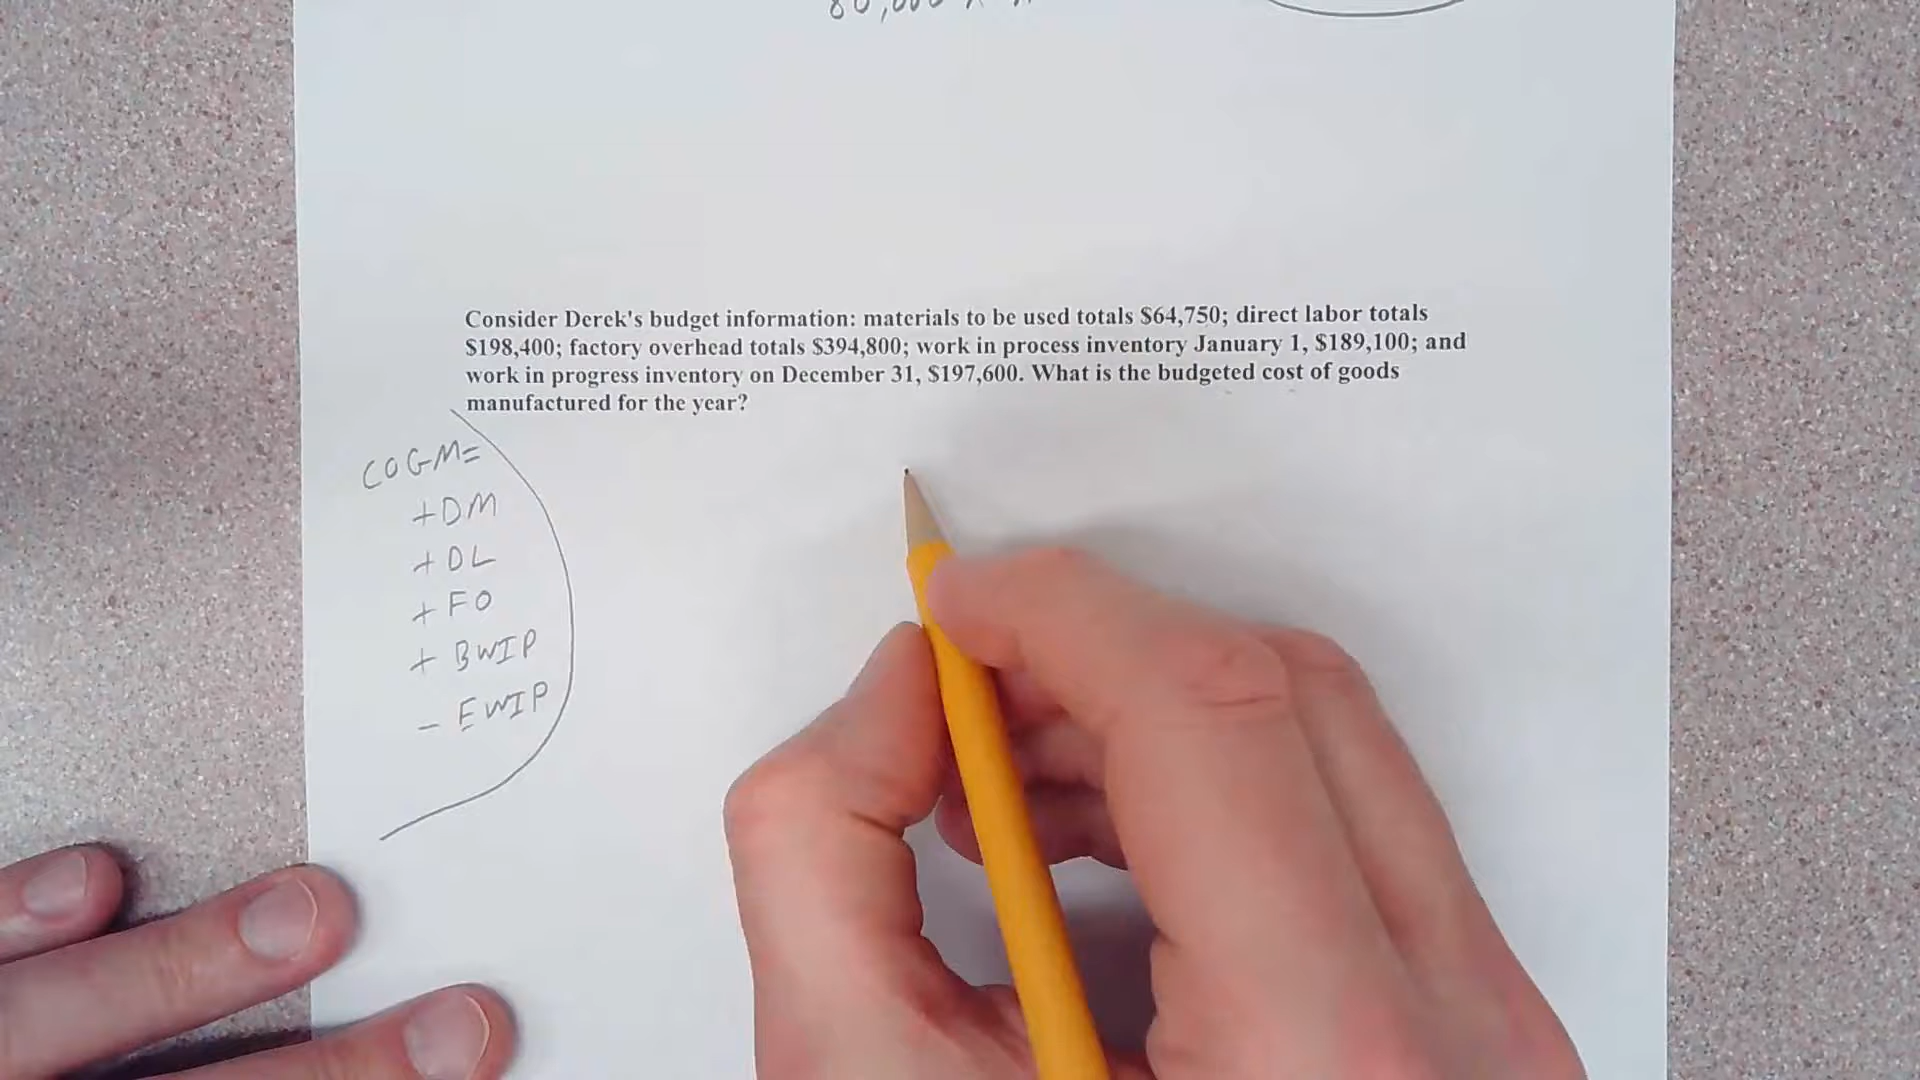 Consider Derek's budget information: materials to be used totals $64,750; direct labor totals
$198,400; factory overhead totals $394,800; work in process inventory January 1, $189,100; and
work in progress inventory on December 31, $197,600. What is the budgeted cost of goods
manufactured for the year?
COGM=
+DM
+DL
+FO
+ BWIP
- EWIP